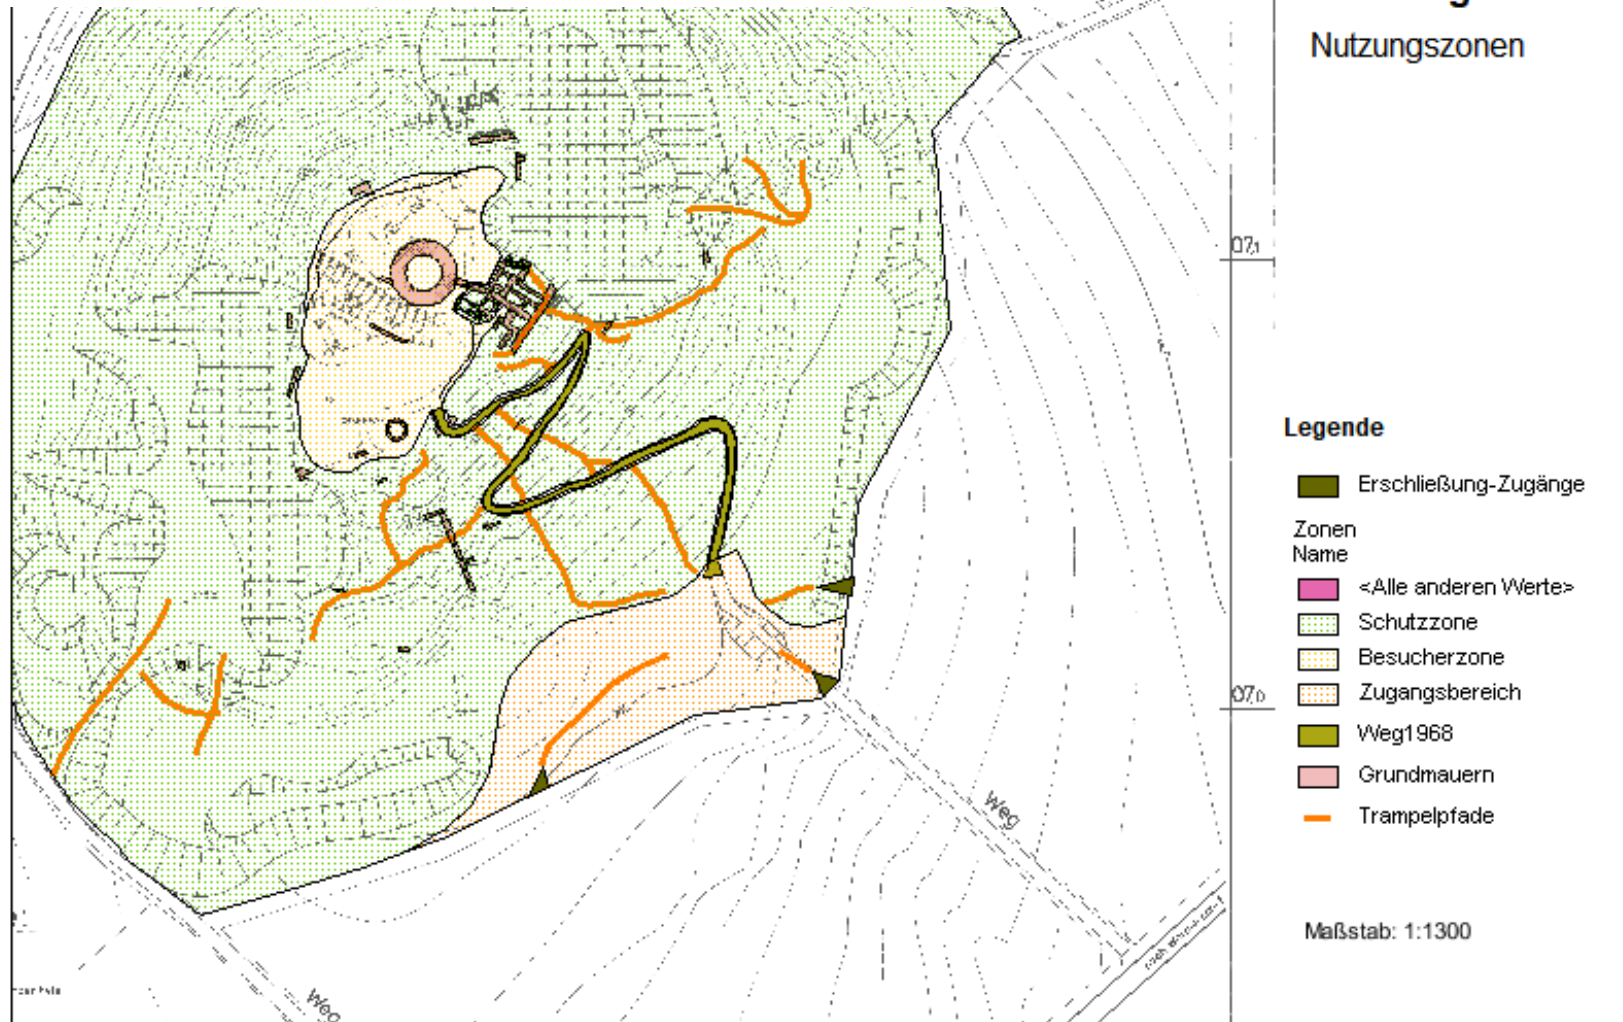 g
Nutzungszonen
07,1
Legende
Erschließung-Zugänge
Zonen
Name
<Alle anderen Werte>
Schutzzone
Besucherzone
Zugangsbereich
07,0
Weg1968
Grundmauern
Trampelpfade
Weg
Maßstab: 1:1300
Weg